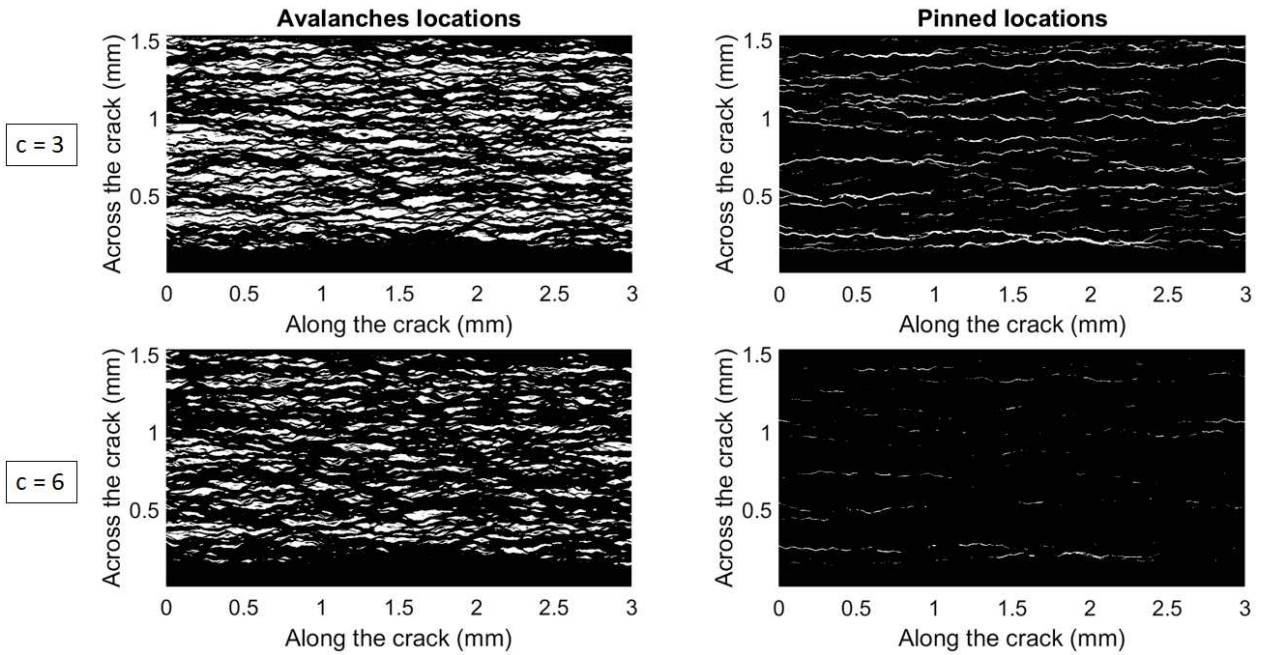 Avalanches locations
Pinned locations
c = 3
Across the crack (mm)
1.5
1
0.5
0 0.5 1 1.5 2 2.5 3
Along the crack (mm)
Across the crack (mm)
1.5
1
0.5
0 0.5 1 1.5 2 2.5 3
Along the crack (mm)
c = 6
Across the crack (mm)
1.5
1
0.5
0 0.5 1 1.5 2 2.5 3
Along the crack (mm)
Across the crack (mm)
1.5
1
0.5
0 0.5 1 1.5 2 2.5 3
Along the crack (mm)